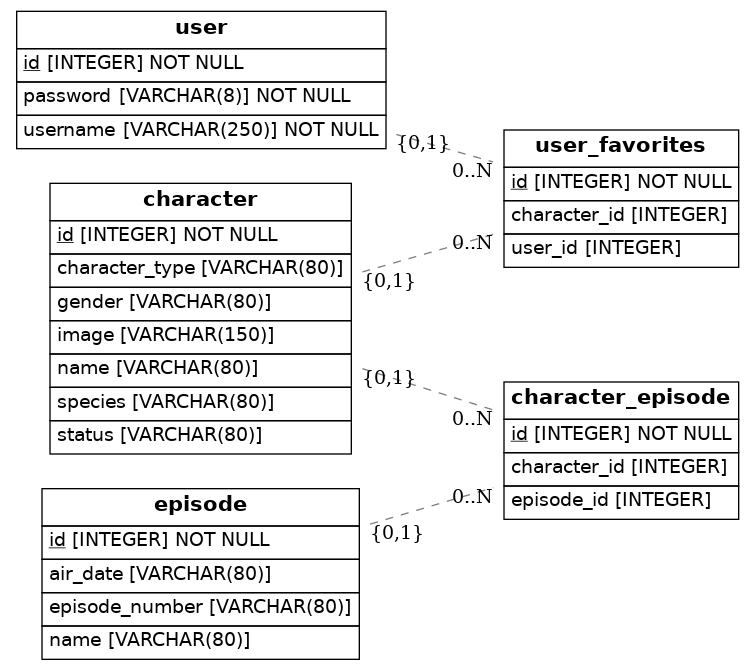 user
id [INTEGER] NOT NULL
password [VARCHAR(8)] NOT NULL
username [VARCHAR(250)] NOT NULL
{0,1}
0..N
user_favorites
id [INTEGER] NOT NULL
character_id [INTEGER]
user_id [INTEGER]
character
id [INTEGER] NOT NULL
character_type [VARCHAR(80)]
gender [VARCHAR(80)]
image [VARCHAR(150)]
name [VARCHAR(80)]
species [VARCHAR(80)]
status [VARCHAR(80)]
0..N
{0,1}
{0,1}
0..N
character_episode
id [INTEGER] NOT NULL
character_id [INTEGER]
episode_id [INTEGER]
episode
id [INTEGER] NOT NULL
air_date [VARCHAR(80)]
episode_number [VARCHAR(80)]
name [VARCHAR(80)]
0..N
{0,1}